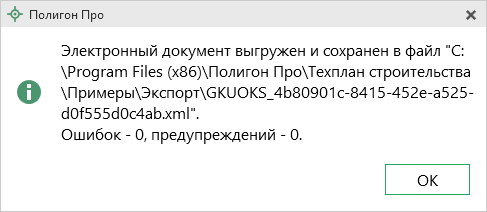 Полигон Про
Электронный документ выгружен и сохранен в файл "C:
\Program Files (x86)\Полигон Про\Техплан строительства
\Примеры\Экспорт\GKUOKS_4b80901c-8415-452e-a525-
d0f555d0c4ab.xml".
Ошибок - 0, предупреждений - 0.
ОК